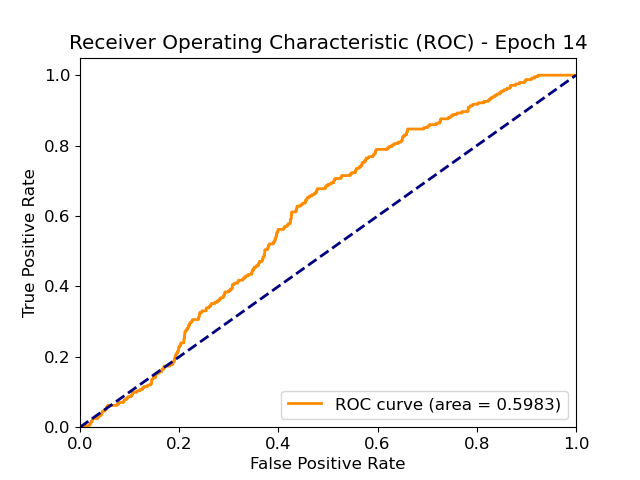 Receiver Operating Characteristic (ROC) - Epoch 14
True Positive Rate
1.0
0.8
0.6
0.4
0.2
0.0
ROC curve (area = 0.5983)
0.0 0.2 0.4 0.6 0.8 1.0
False Positive Rate